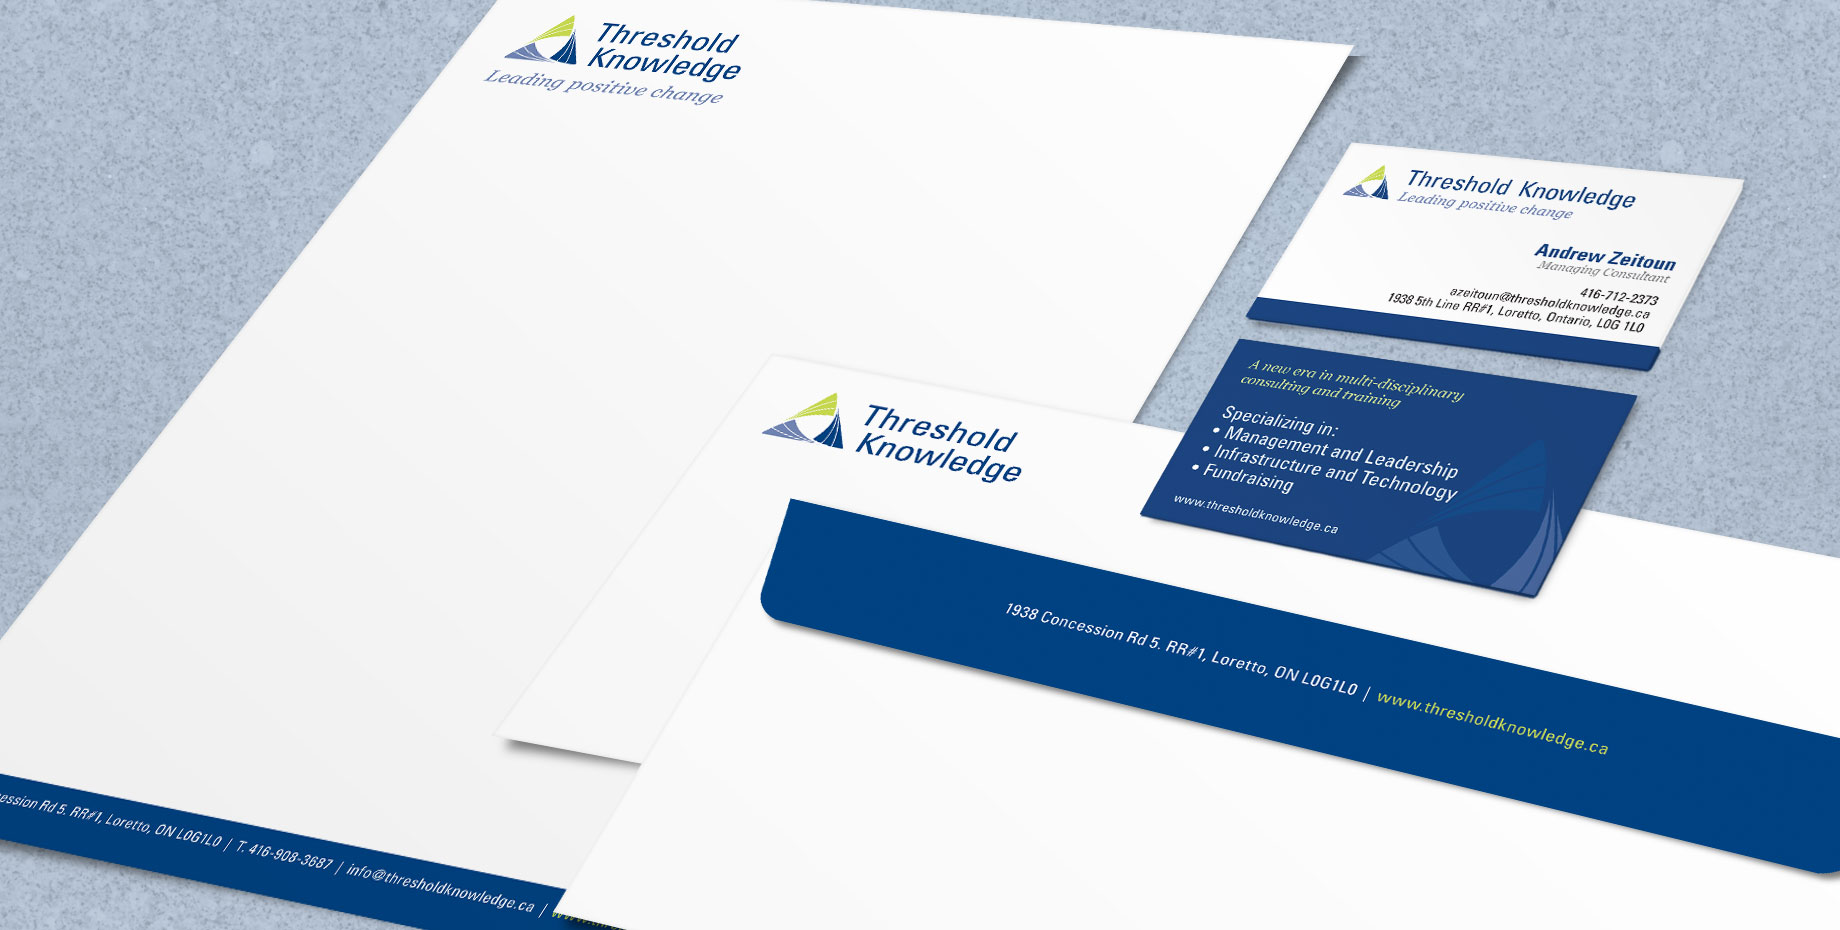 Threshold
Knowledge
Leading positive change
Threshold Knowledge
Leading positive change
Andrew Zeitoun
Managing Consultant
416-712-2373
azeitoun@thresholdknowledge.ca
1938 5th Line RR#1, Loretto, Ontario, L0G 1L0
A new era in multi-disciplinary
consulting and training
Specializing in:
• Management and Leadership
• Infrastructure and Technology
• Fundraising
www.thresholdknowledge.ca
Threshold
Knowledge
1938 Concession Rd 5. RR#1, Loretto, ON L0G1L0 | www.thresholdknowledge.ca
Rd 5. RR#1, Loretto, ON L0G1L0 | T. 416-908-3687 | info@thresholdknowledge.ca |